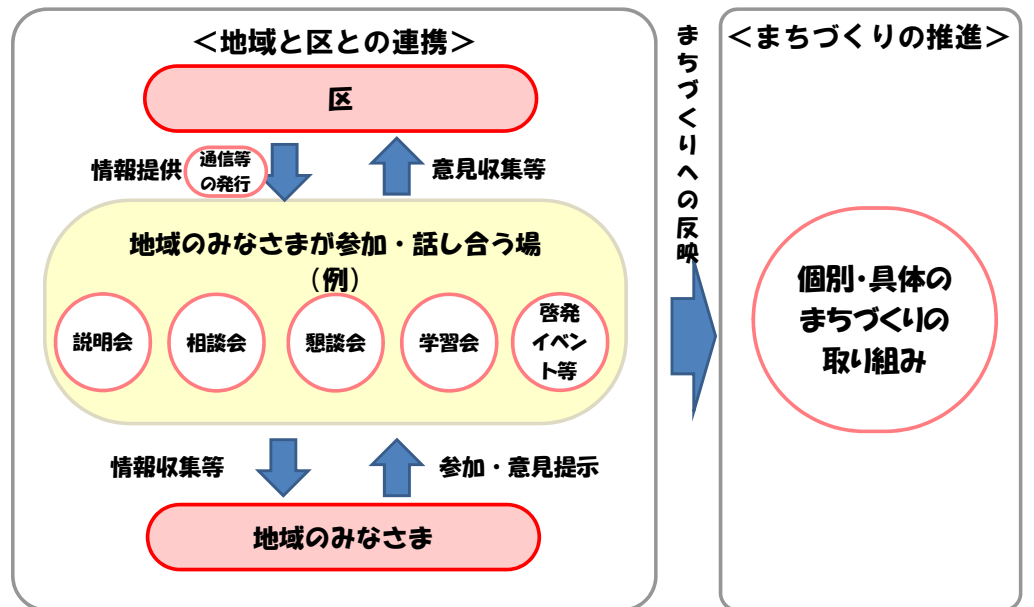 ＜地域と区との連携＞
区
情報提供
通信等
の発行
意見収集等
地域のみなさまが参加・話し合う場
（例）
説明会
相談会
懇談会
学習会
啓発
イベン
ト等
情報収集等
参加・意見提示
地域のみなさま
まちづくりへの反映
＜まちづくりの推進＞
個別・具体の
まちづくりの
取り組み